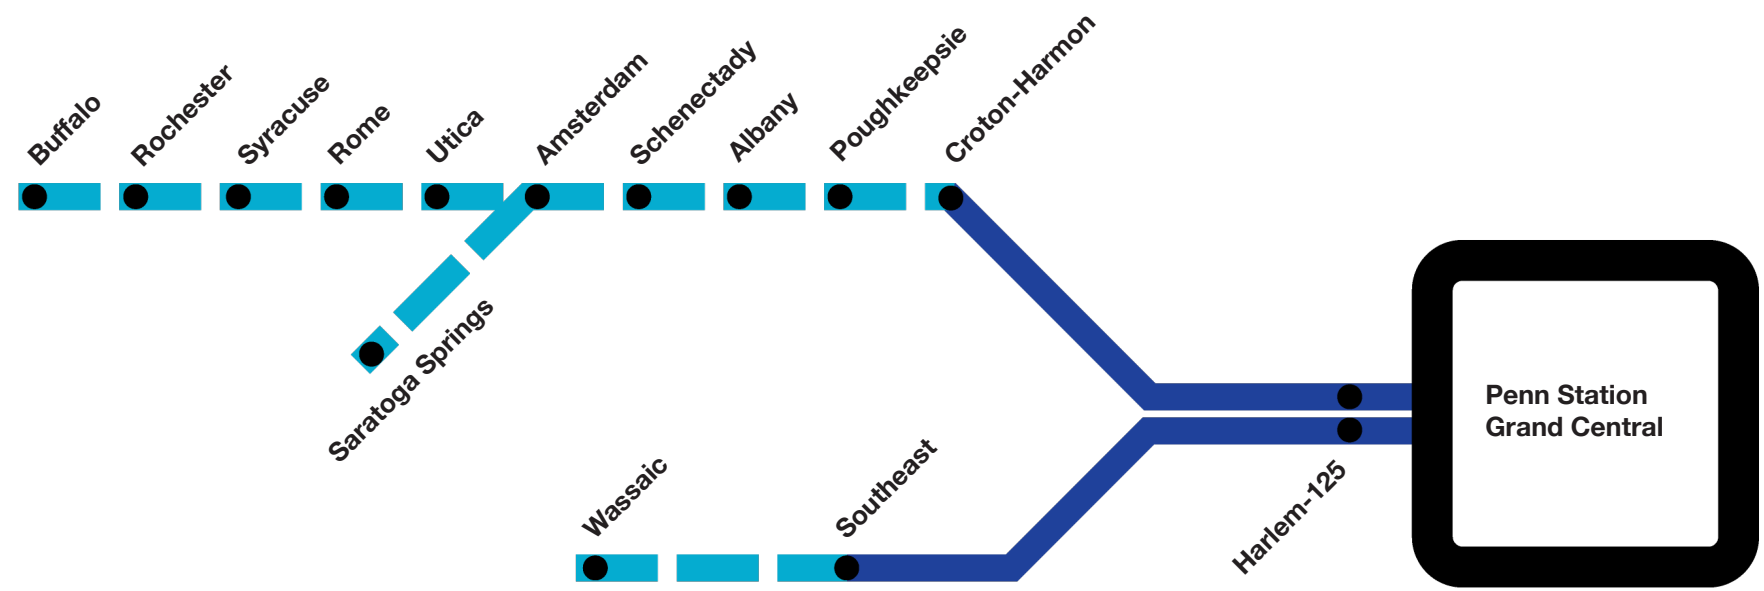 Buffalo
Rochester
Syracuse
Rome
Utica
Amsterdam
Schenectady
Albany
Poughkeepsie
Croton-Harmon
Saratoga Springs
Wassaic
Southeast
Harlem-125
Penn Station
Grand Central